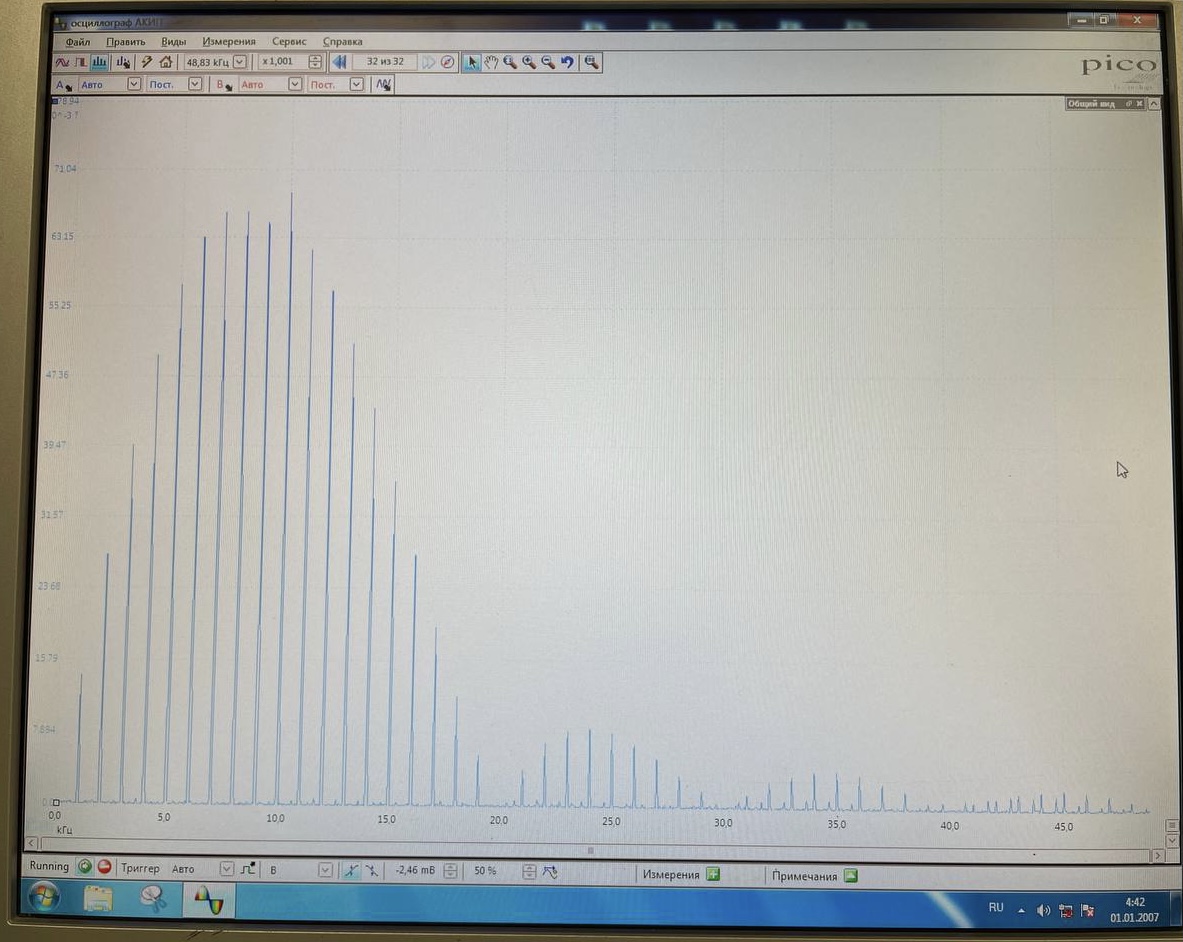 осциллограф АКИП
Файл Править Виды Измерения Сервис Справка
48,83 кГц x 1,001 32 из 32
pico
A Авто Пост. B Авто Пост.
Общий вид
78.94
71.04
63.15
55.25
47.36
39.47
31.57
23.68
15.79
7.894
0,0 5,0 10,0 15,0 20,0 25,0 30,0 35,0 40,0 45,0
кГц
Running Триггер Авто B -2,46 мВ 50 % Измерения Примечания
RU 4:42
01.01.2007